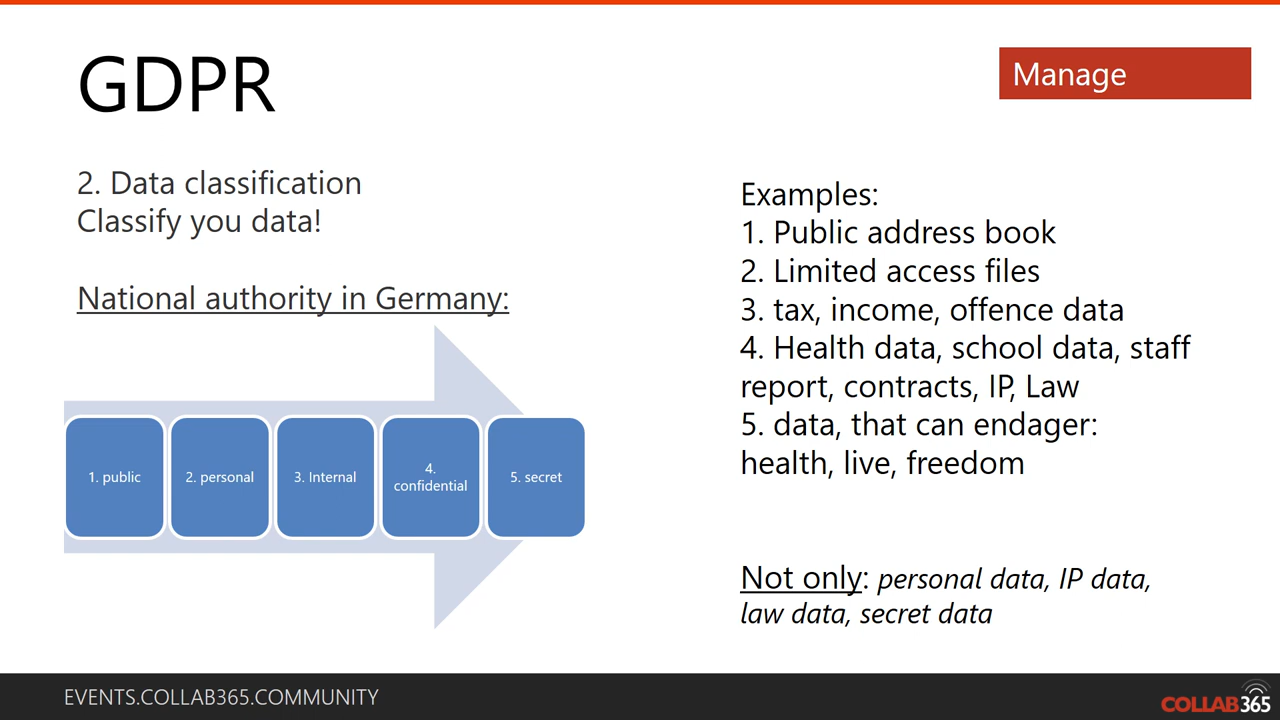 GDPR
Manage
2. Data classification
Classify you data!
National authority in Germany:
1. public
2. personal
3. Internal
4.
confidential
5. secret
Examples:
1. Public address book
2. Limited access files
3. tax, income, offence data
4. Health data, school data, staff
report, contracts, IP, Law
5. data, that can endager:
health, live, freedom
Not only: personal data, IP data,
law data, secret data
EVENTS.COLLAB365.COMMUNITY
COLLAB365